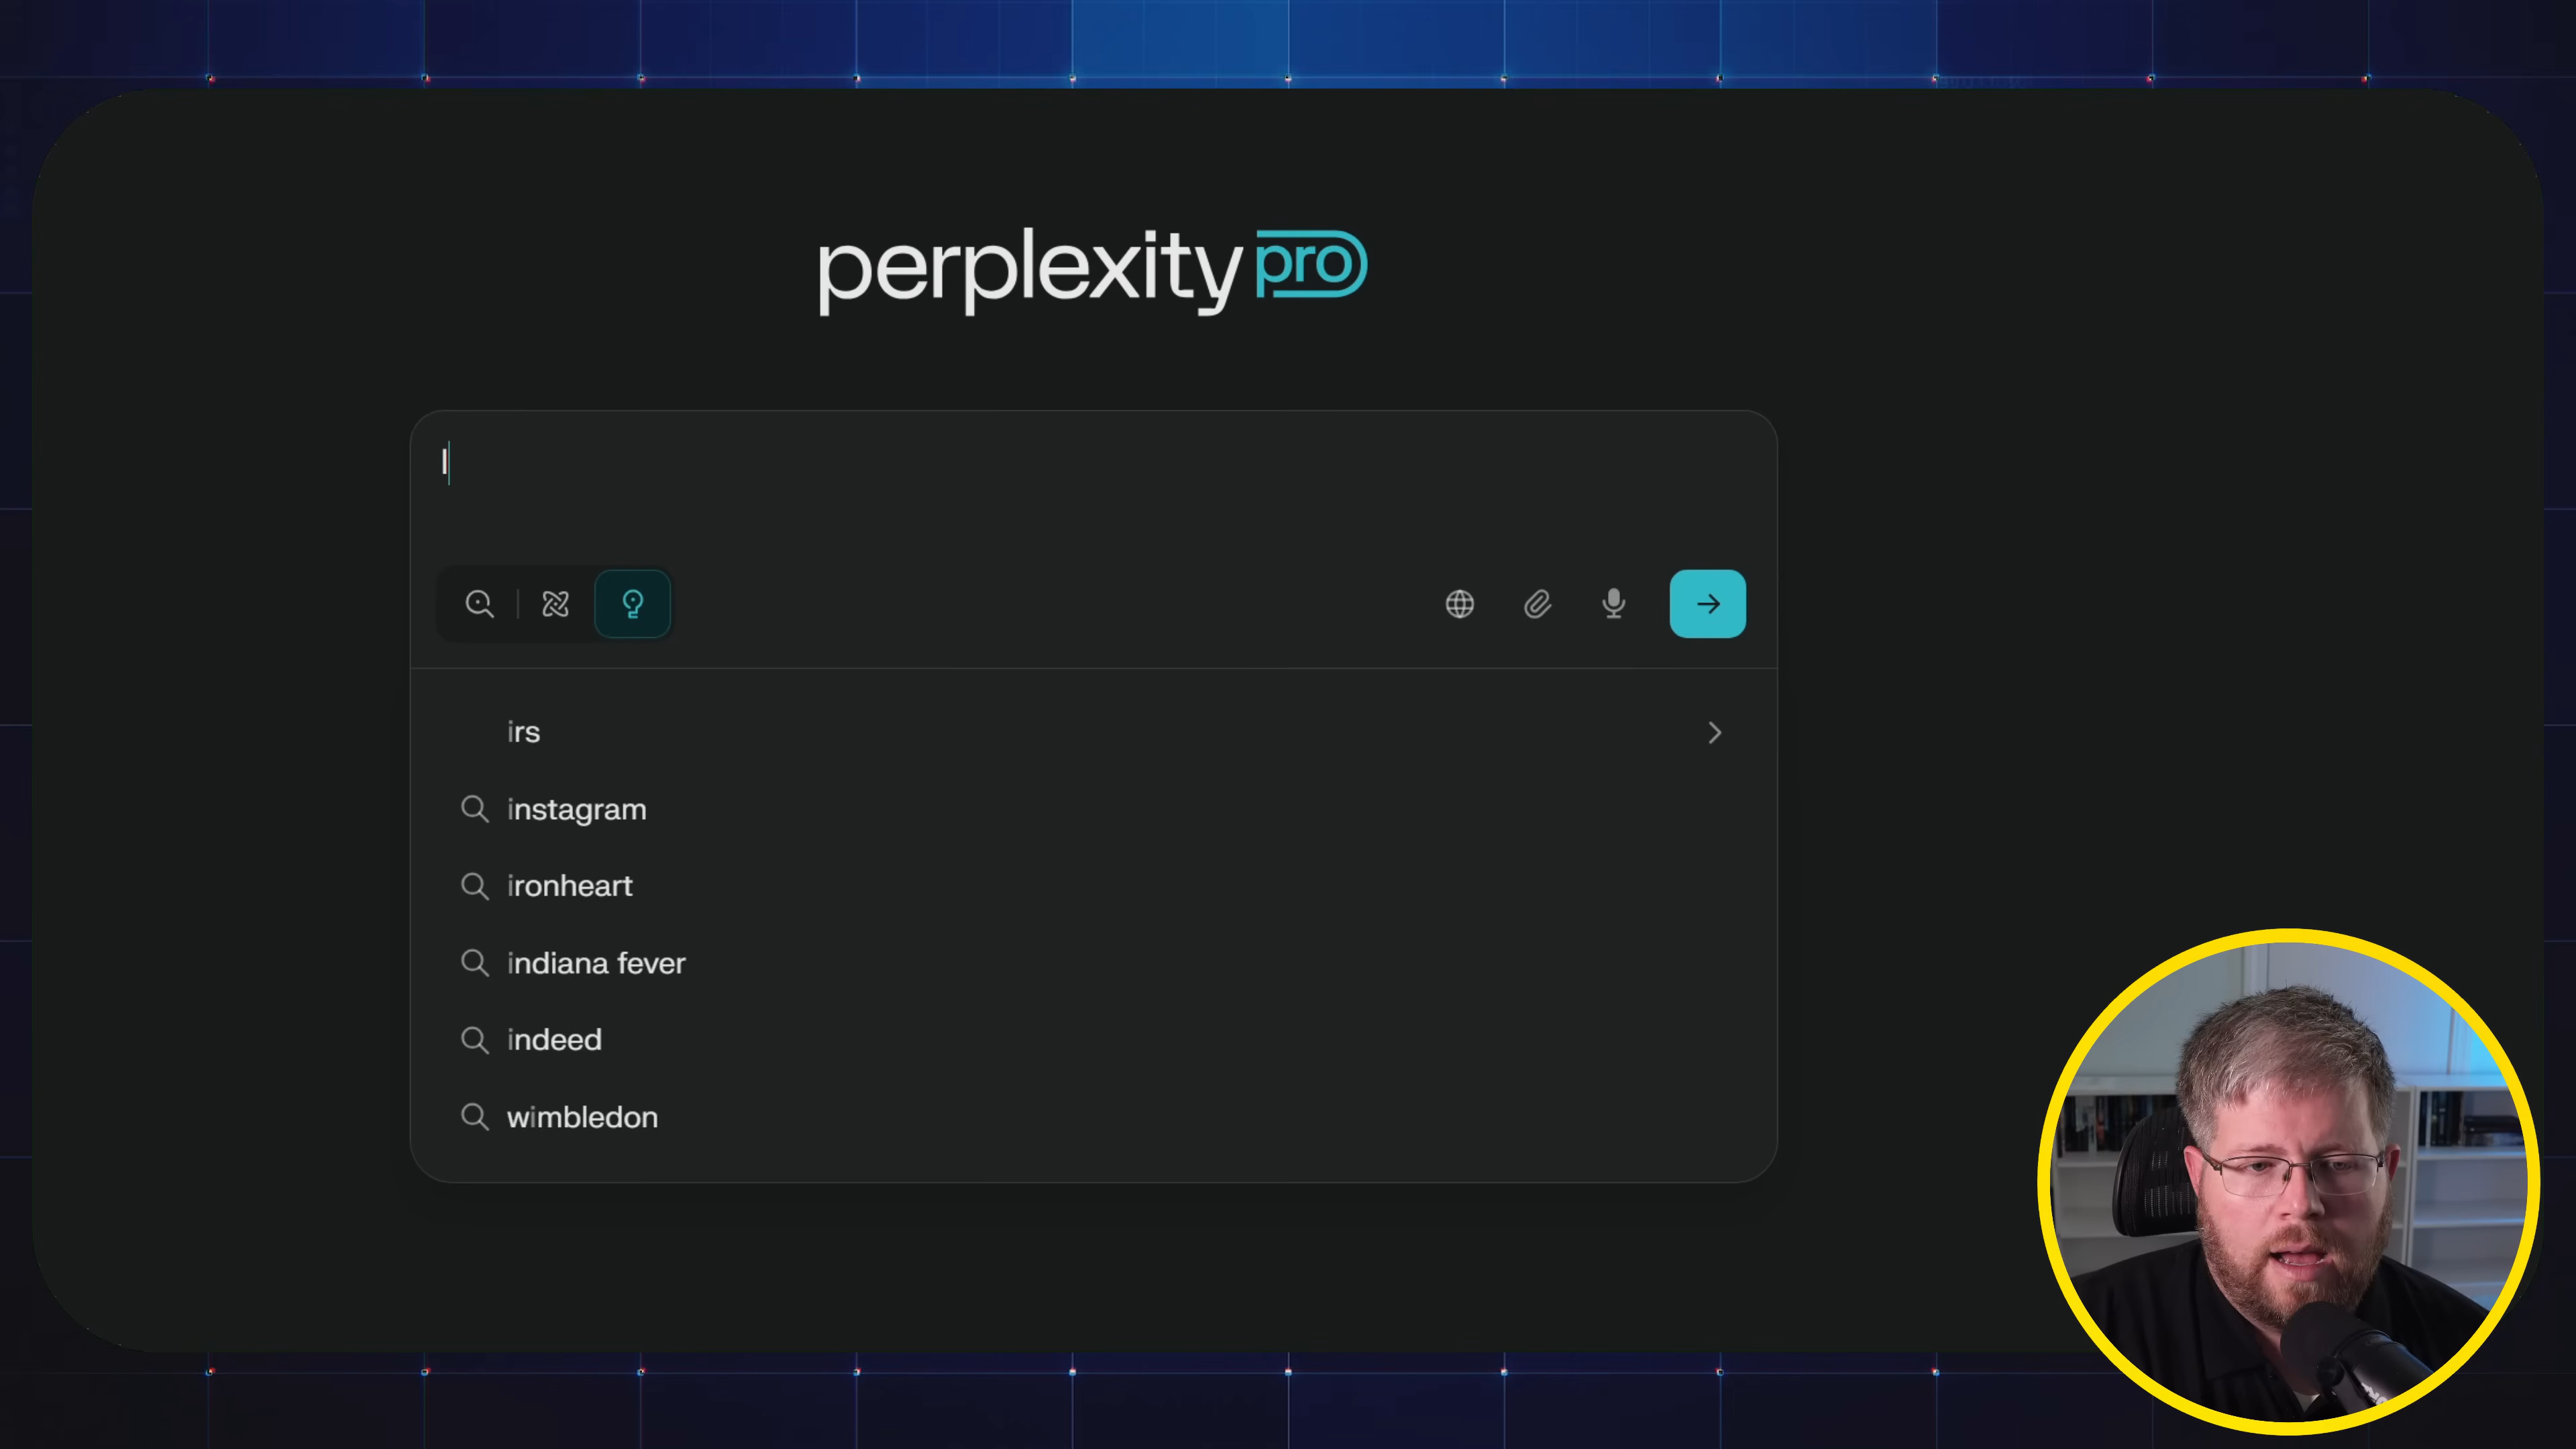 perplexity pro
I
irs
instagram
ironheart
indiana fever
indeed
wimbledon